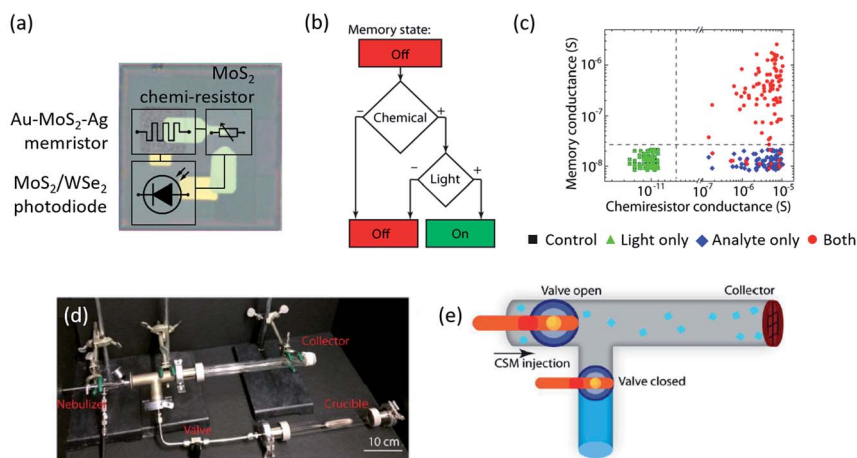 (a)
MoS2
chemi-resistor
Au-MoS2-Ag
memristor
MoS2/WSe2
photodiode
(b)
Memory state:
Off
−
Chemical
+
−
Light
+
Off
On
(c)
Memory conductance (S)
10-6
10-7
10-8
10-11
10-7
10-6
10-5
Chemiresistor conductance (S)
Control
Light only
Analyte only
Both
(d)
Collector
Nebulizer
Crucible
Valve
10 cm
(e)
Valve open
Collector
CSM injection
Valve closed